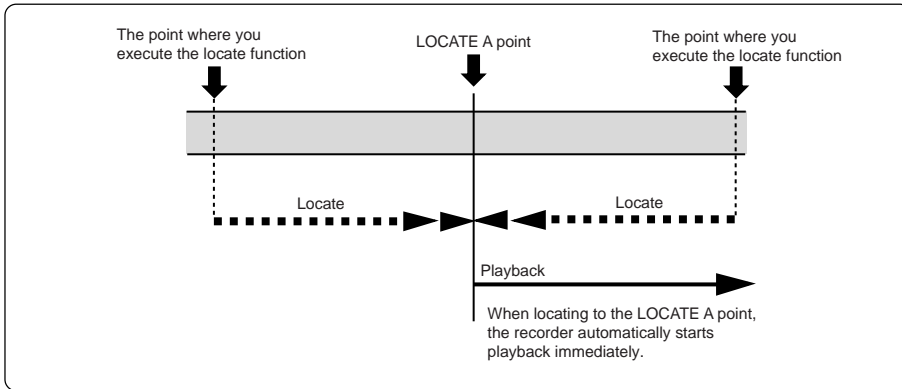 The point where you
execute the locate function
LOCATE A point
The point where you
execute the locate function
Locate
Locate
Playback
When locating to the LOCATE A point,
the recorder automatically starts
playback immediately.